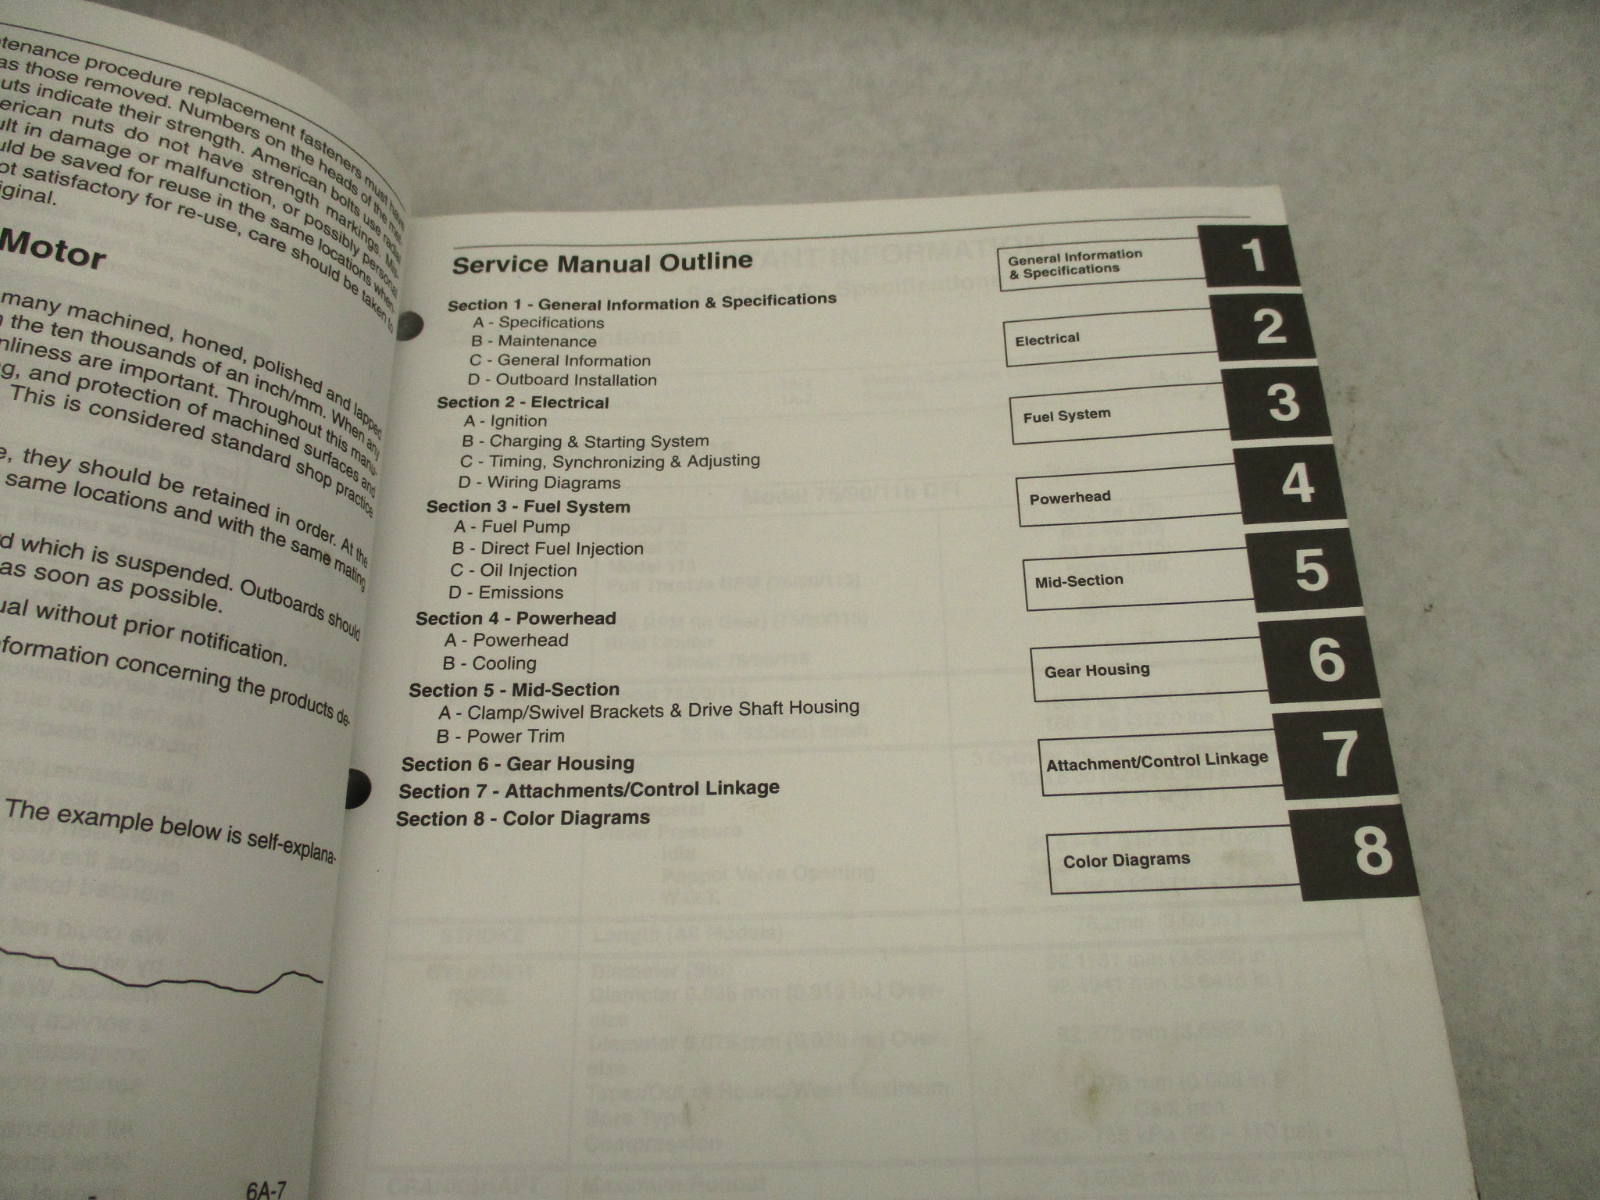 tenance procedure replacement fasteners must have
as those removed. Numbers on the heads of the met-
uts indicate their strength. American bolts use radial
erican nuts do not have strength markings. Mis-
ult in damage or malfunction, or possibly personal
uld be saved for reuse in the same locations when-
ot satisfactory for re-use, care should be taken to
iginal.
Motor
many machined, honed, polished and lapped
the ten thousands of an inch/mm. When any
nliness are important. Throughout this manu-
g, and protection of machined surfaces and
This is considered standard shop practice
e, they should be retained in order. At the
same locations and with the same mating
d which is suspended. Outboards should
as soon as possible.
ual without prior notification.
formation concerning the products de-
The example below is self-explana-
6A-7
Service Manual Outline
Section 1 - General Information & Specifications
A - Specifications
B - Maintenance
C - General Information
D - Outboard Installation
Section 2 - Electrical
A - Ignition
B - Charging & Starting System
C - Timing, Synchronizing & Adjusting
D - Wiring Diagrams
Section 3 - Fuel System
A - Fuel Pump
B - Direct Fuel Injection
C - Oil Injection
D - Emissions
Section 4 - Powerhead
A - Powerhead
B - Cooling
Section 5 - Mid-Section
A - Clamp/Swivel Brackets & Drive Shaft Housing
B - Power Trim
Section 6 - Gear Housing
Section 7 - Attachments/Control Linkage
Section 8 - Color Diagrams
General Information
& Specifications
1
Electrical
2
Fuel System
3
Powerhead
4
Mid-Section
5
Gear Housing
6
Attachment/Control Linkage
7
Color Diagrams
8